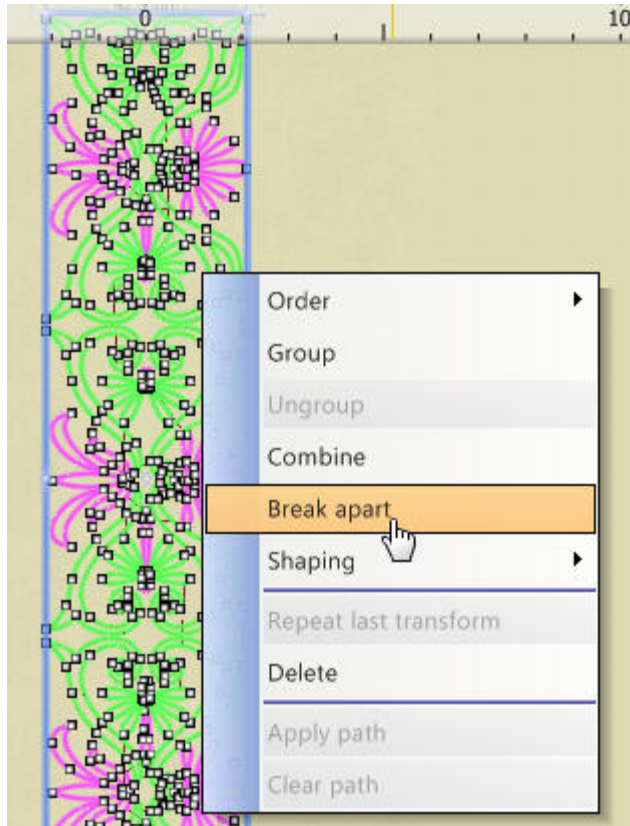 0
10
Order
Group
Ungroup
Combine
Break apart
Shaping
Repeat last transform
Delete
Apply path
Clear path